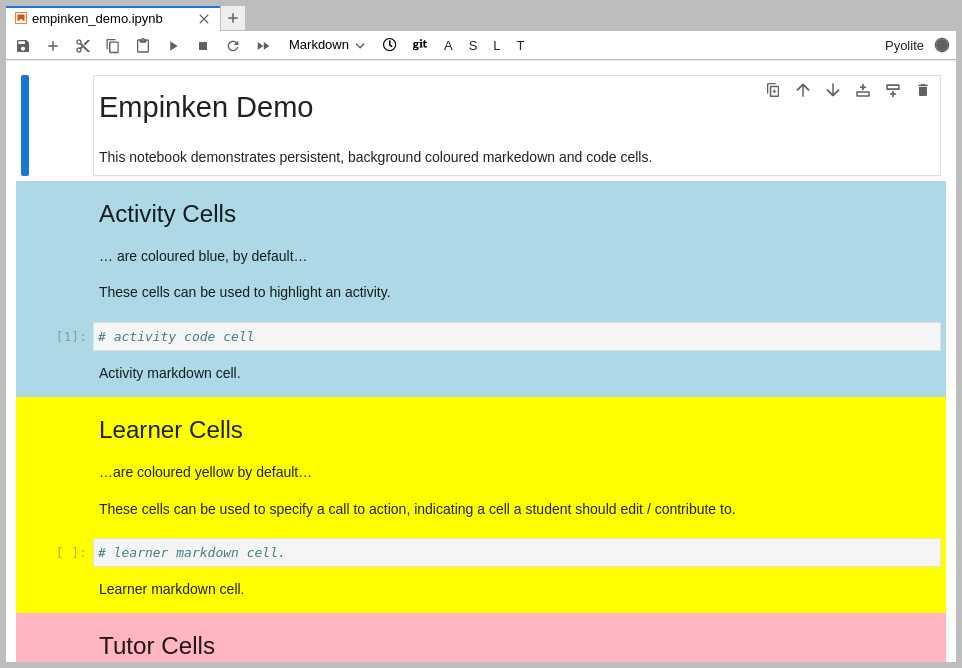 empinken_demo.ipynb
Markdown git A S L T Pyolite
Empinken Demo
This notebook demonstrates persistent, background coloured markedown and code cells.
Activity Cells
… are coloured blue, by default…
These cells can be used to highlight an activity.
[1]: # activity code cell
Activity markdown cell.
Learner Cells
…are coloured yellow by default…
These cells can be used to specify a call to action, indicating a cell a student should edit / contribute to.
[ ]: # learner markdown cell.
Learner markdown cell.
Tutor Cells